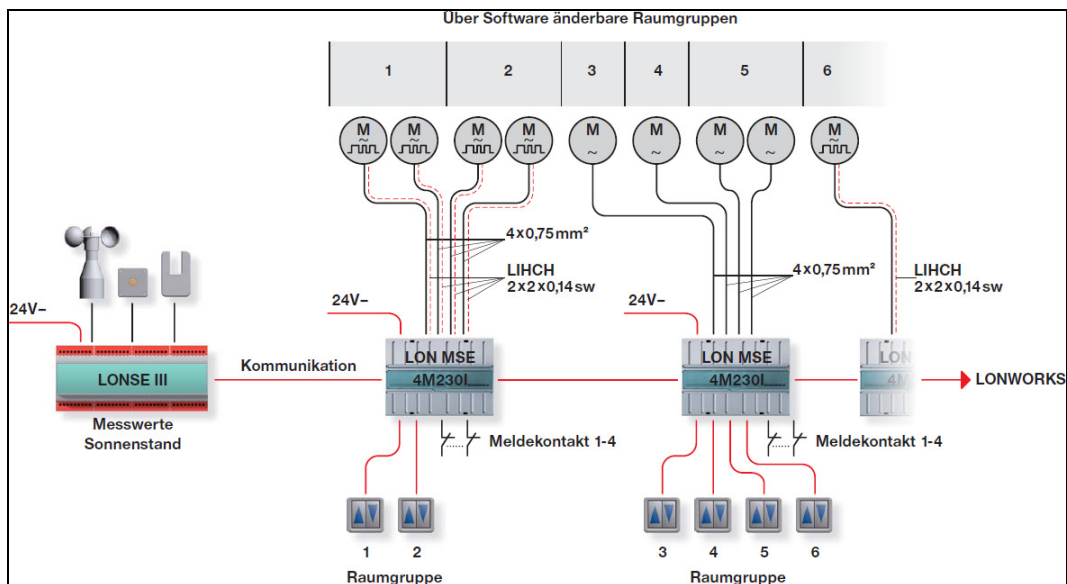 Über Software änderbare Raumgruppen
1 2 3 4 5 6
M M M M M M M M M
~ ~ ~ ~ ~ ~ ~ ~ ~
4x0,75mm²
LIHCH
2x2x0,14sw
4x0,75mm²
LIHCH
2x2x0,14sw
24V–
24V–
24V–
LONSE III
Kommunikation
LON MSE
4M230I
LON MSE
4M230I
LON
4M
LONWORKS
Messwerte
Sonnenstand
Meldekontakt 1-4
Meldekontakt 1-4
1 2
3 4 5 6
Raumgruppe
Raumgruppe